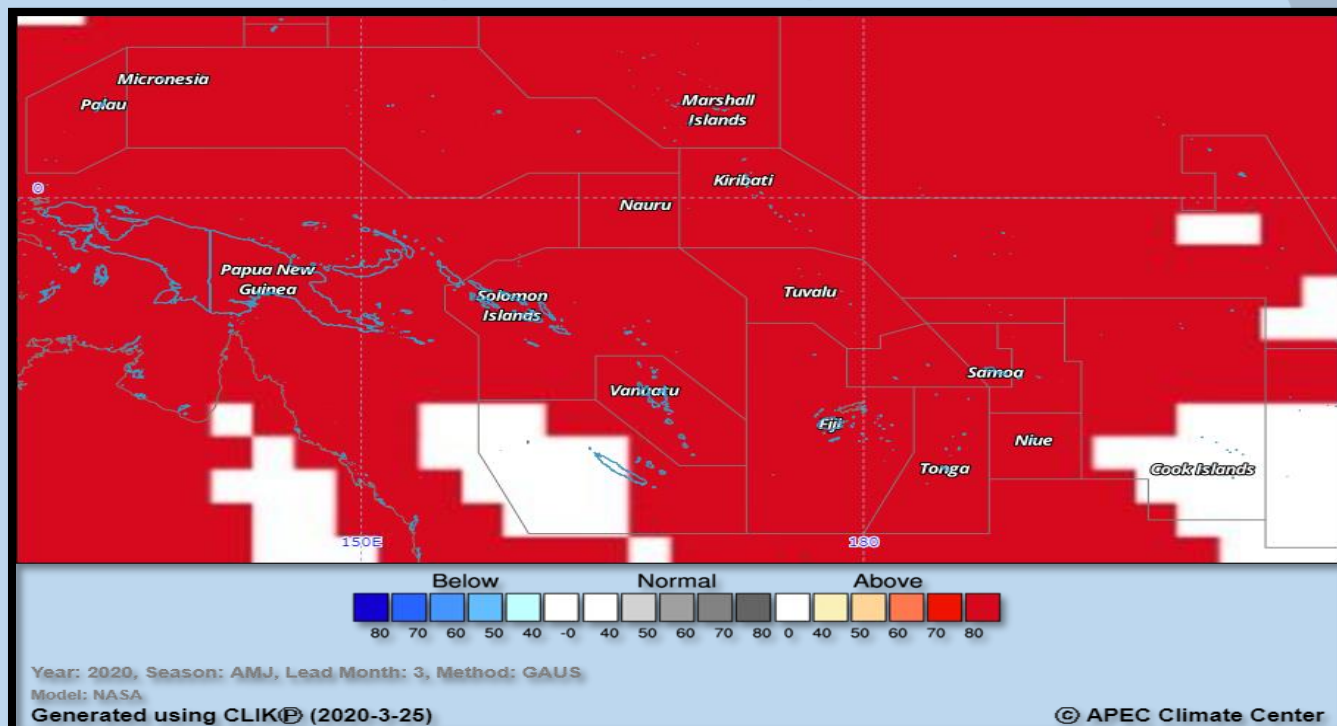 Micronesia
Palau
Marshall
Islands
0
Kiribati
Nauru
Papua New
Guinea
Solomon
Islands
Tuvalu
Samoa
Vanuatu
Fiji
Niue
Tonga
Cook Islands
150E
180
Below Normal Above
80 70 60 50 40 -0 40 50 60 70 80 0 40 50 60 70 80
Year: 2020, Season: AMJ, Lead Month: 3, Method: GAUS
Model: NASA
Generated using CLIKⓅ (2020-3-25)
© APEC Climate Center